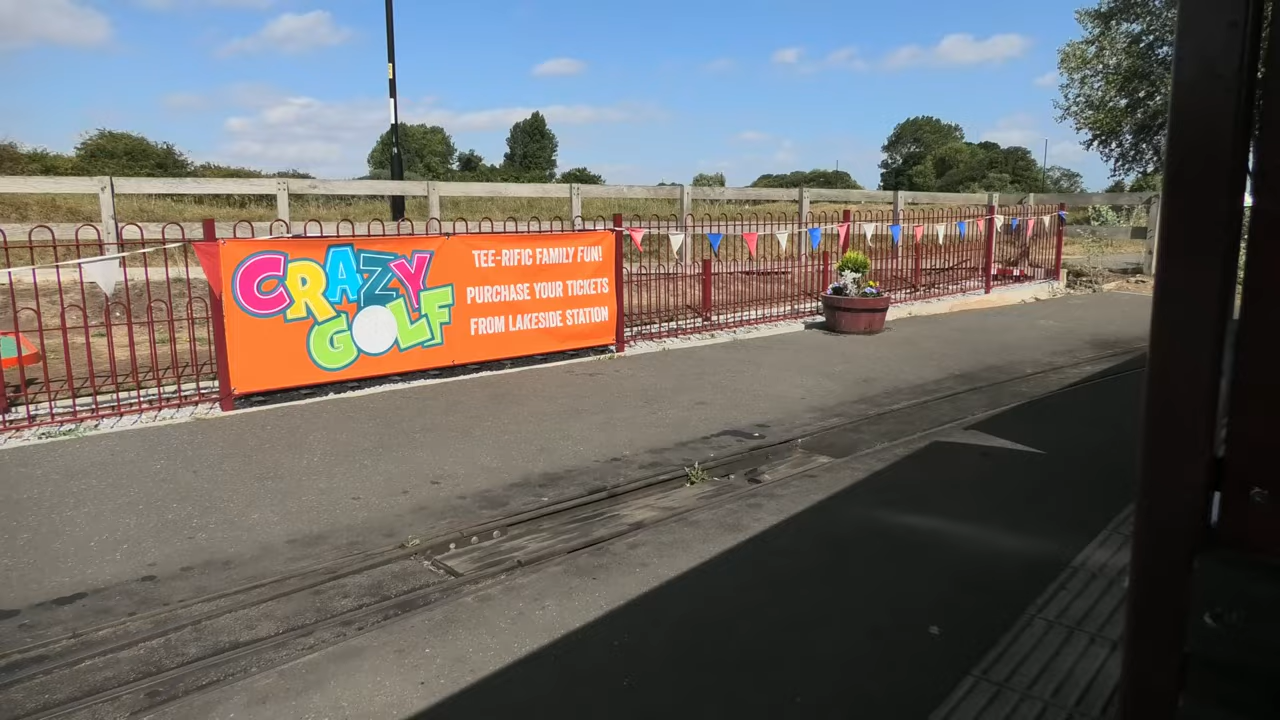 CRAZY
GOLF
TEE-RIFIC FAMILY FUN!
PURCHASE YOUR TICKETS
FROM LAKESIDE STATION